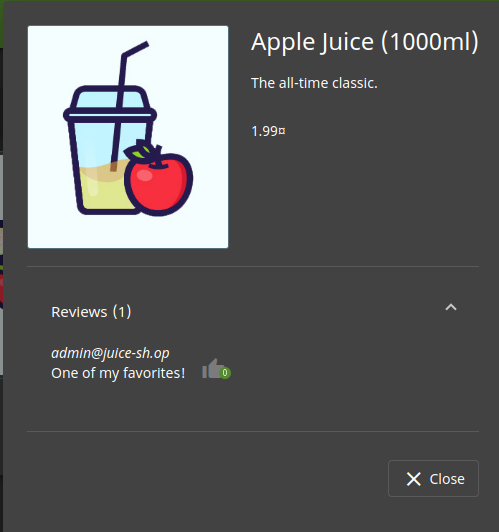 Apple Juice (1000ml)
The all-time classic.
1.99¤
Reviews (1)
admin@juice-sh.op
One of my favorites!
0
Close